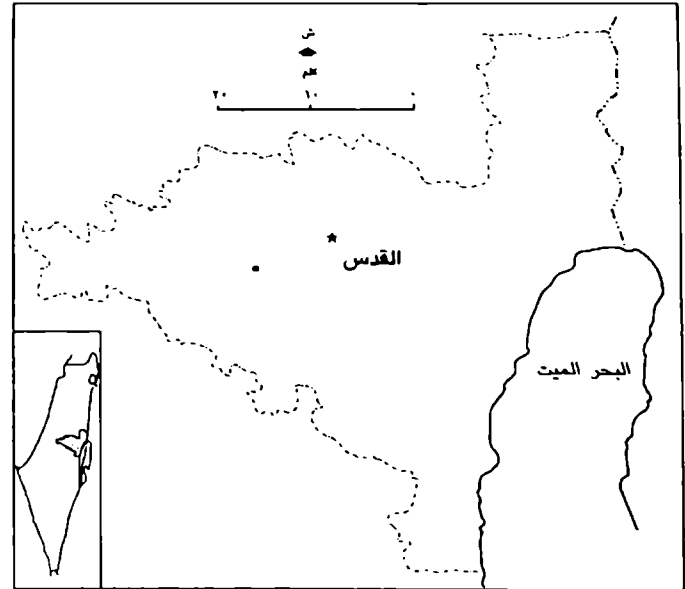 ش
كم
٢٠ ١٠ ٠
القدس
البحر الميت